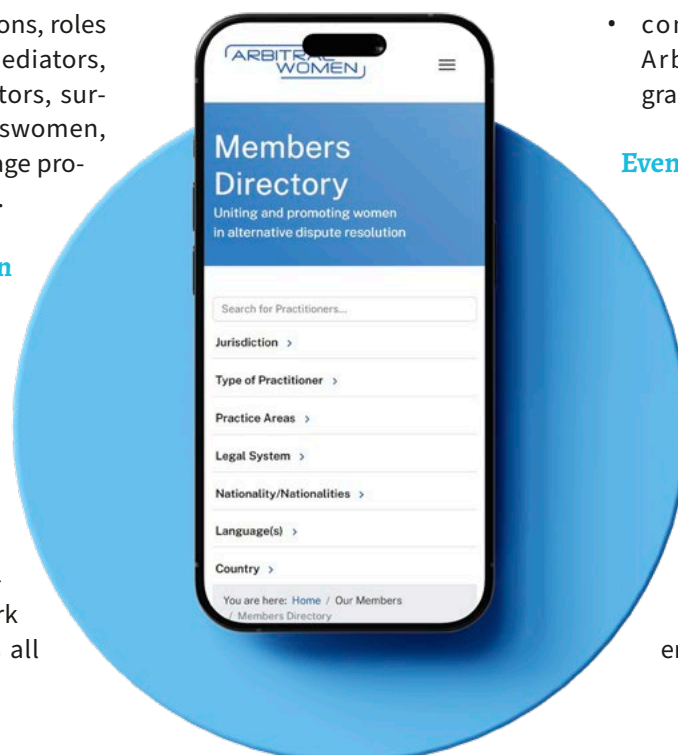 ons, roles
ediators,
tors, sur-
swomen,
ge pro-
.
n
rk
all
ARBITRAL
WOMEN
Members
Directory
Uniting and promoting women
in alternative dispute resolution
Search for Practitioners...
Jurisdiction >
Type of Practitioner >
Practice Areas >
Legal System >
Nationality/Nationalities >
Language(s) >
Country >
You are here: Home / Our Members
/ Members Directory
• con
Arb
gra
Even
er